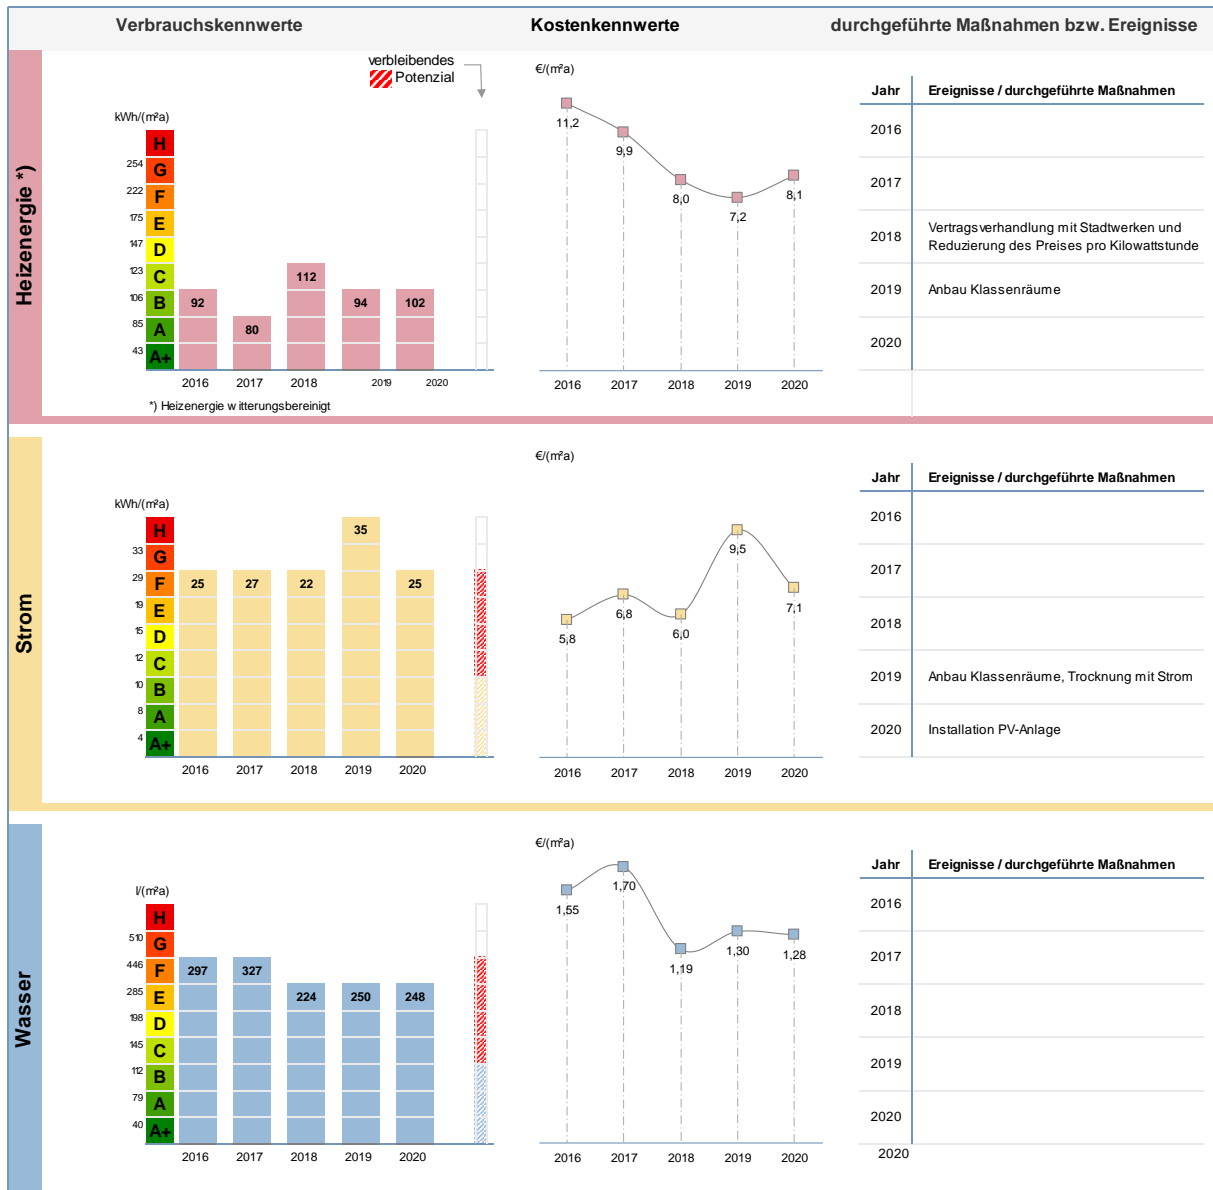 Verbrauchskennwerte
Kostenkennwerte
durchgeführte Maßnahmen bzw. Ereignisse
Heizenergie *)
verbleibendes
Potenzial
kWh/(m²a)
H
254
G
222
F
175
E
147
D
123
C
106
B
85
A
43
A+
92
80
112
94
102
2016
2017
2018
2019
2020
*) Heizenergie witterungsbereinigt
€/(m²a)
11,2
9,9
8,0
7,2
8,1
2016
2017
2018
2019
2020
Jahr
Ereignisse / durchgeführte Maßnahmen
2016
2017
2018
Vertragsverhandlung mit Stadtwerken und
Reduzierung des Preises pro Kilowattstunde
2019
Anbau Klassenräume
2020
Strom
kWh/(m²a)
H
33
G
29
F
19
E
15
D
12
C
10
B
8
A
4
A+
25
27
22
35
25
2016
2017
2018
2019
2020
€/(m²a)
5,8
6,8
6,0
9,5
7,1
2016
2017
2018
2019
2020
Jahr
Ereignisse / durchgeführte Maßnahmen
2016
2017
2018
2019
Anbau Klassenräume, Trocknung mit Strom
2020
Installation PV-Anlage
Wasser
l/(m²a)
H
510
G
446
F
285
E
198
D
145
C
112
B
79
A
40
A+
297
327
224
250
248
2016
2017
2018
2019
2020
€/(m²a)
1,55
1,70
1,19
1,30
1,28
2016
2017
2018
2019
2020
Jahr
Ereignisse / durchgeführte Maßnahmen
2016
2017
2018
2019
2020
2020